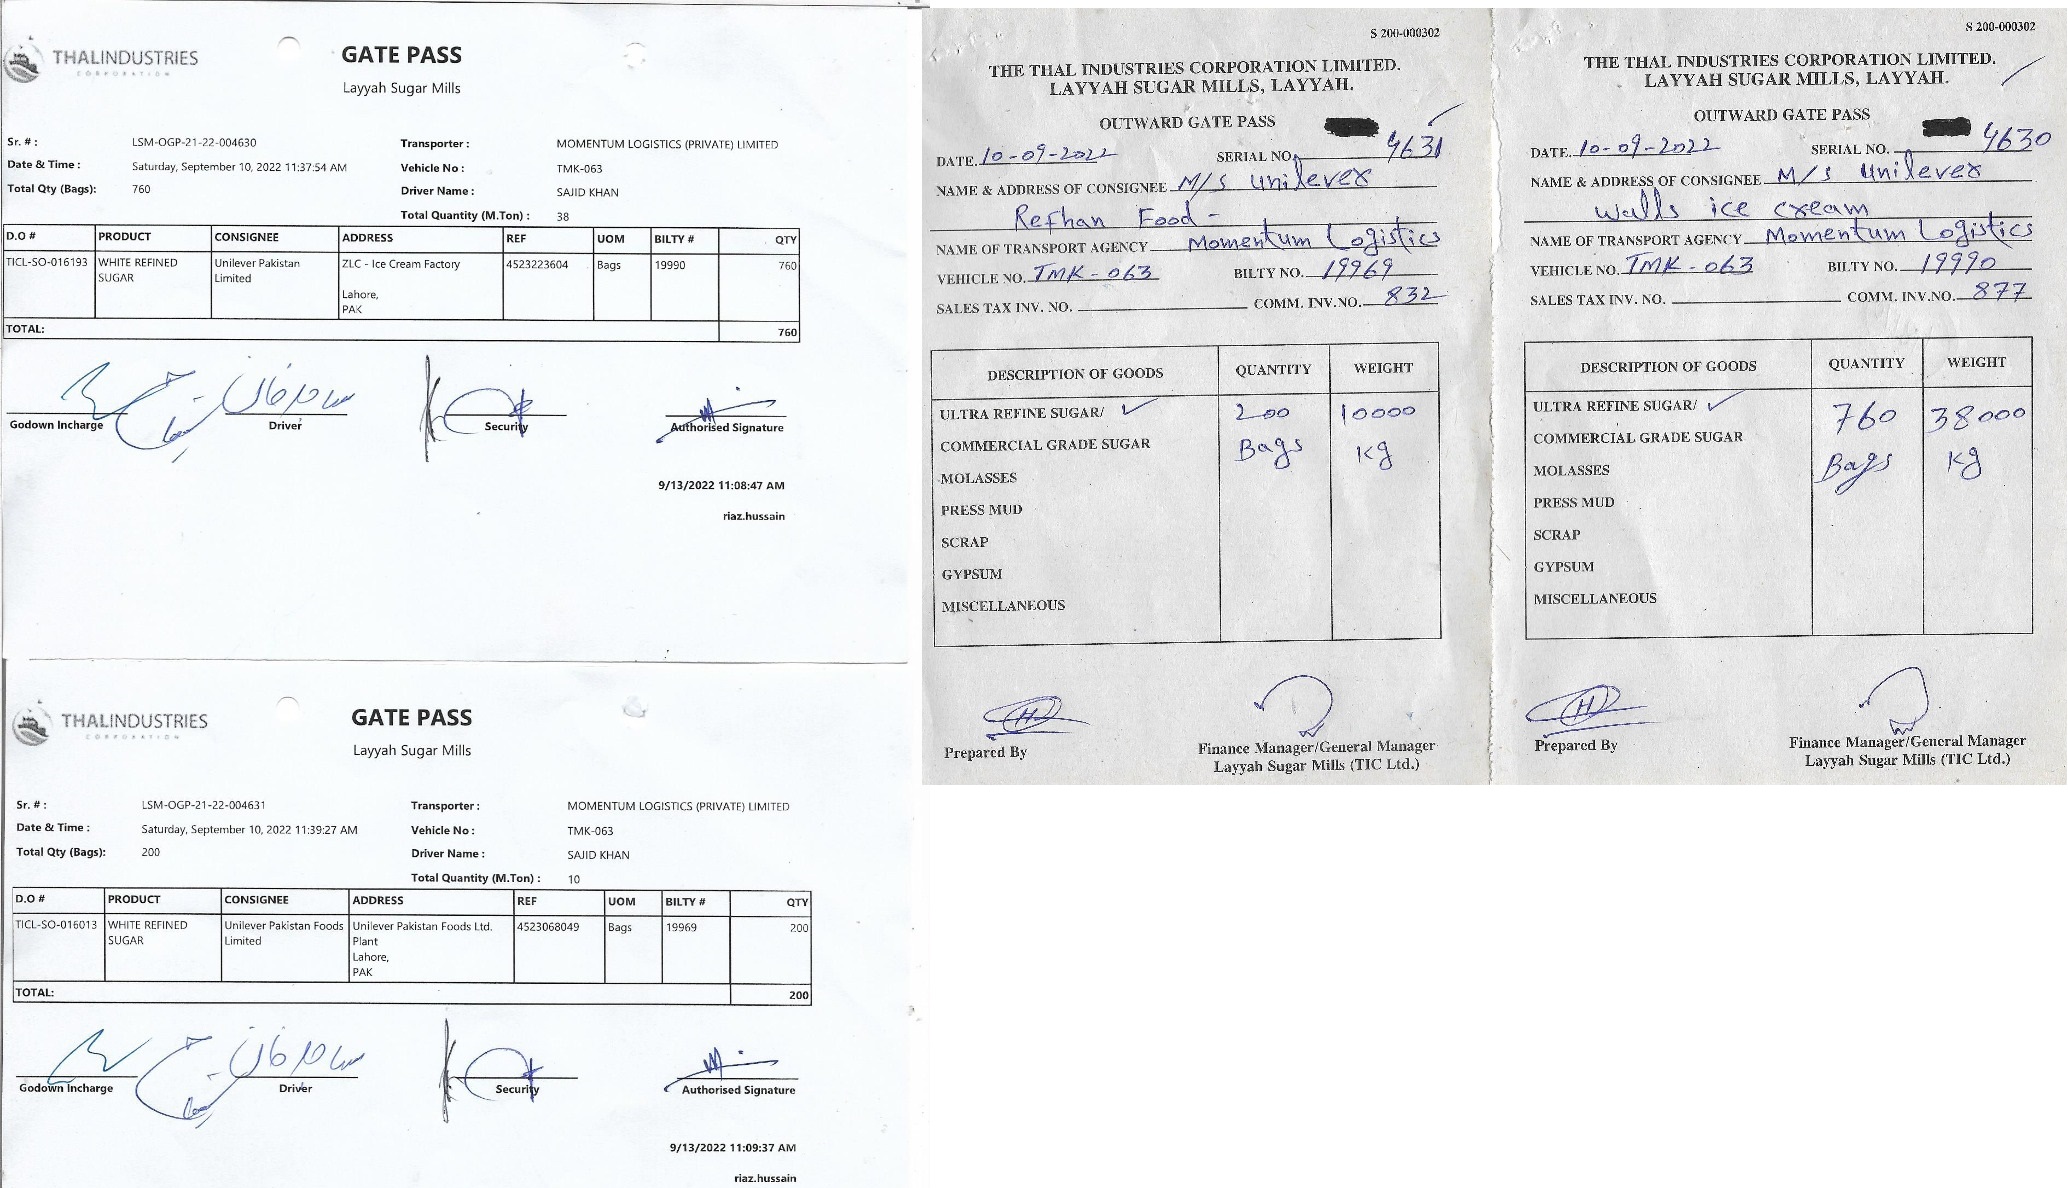 THALINDUSTRIES
CORPORATION
GATE PASS
Layyah Sugar Mills
Sr. # : LSM-OGP-21-22-004630 Transporter : MOMENTUM LOGISTICS (PRIVATE) LIMITED
Date & Time : Saturday, September 10, 2022 11:37:54 AM Vehicle No : TMK-063
Total Qty (Bags): 760 Driver Name : SAJID KHAN
Total Quantity (M.Ton) : 38
D.O # PRODUCT CONSIGNEE ADDRESS REF UOM BILTY # QTY
TICL-SO-016193 WHITE REFINED Unilever Pakistan ZLC - Ice Cream Factory 4523223604 Bags 19990 760
SUGAR Limited
Lahore,
PAK
TOTAL: 760
ساجد خان
Godown Incharge Driver Security Authorised Signature
9/13/2022 11:08:47 AM
riaz.hussain
THALINDUSTRIES
CORPORATION
GATE PASS
Layyah Sugar Mills
Sr. # : LSM-OGP-21-22-004631 Transporter : MOMENTUM LOGISTICS (PRIVATE) LIMITED
Date & Time : Saturday, September 10, 2022 11:39:27 AM Vehicle No : TMK-063
Total Qty (Bags): 200 Driver Name : SAJID KHAN
Total Quantity (M.Ton) : 10
D.O # PRODUCT CONSIGNEE ADDRESS REF UOM BILTY # QTY
TICL-SO-016013 WHITE REFINED Unilever Pakistan Foods Unilever Pakistan Foods Ltd. 4523068049 Bags 19969 200
SUGAR Limited Plant
Lahore,
PAK
TOTAL: 200
ساجد خان
Godown Incharge Driver Security Authorised Signature
9/13/2022 11:09:37 AM
riaz.hussain
S 200-000302
THE THAL INDUSTRIES CORPORATION LIMITED.
LAYYAH SUGAR MILLS, LAYYAH.
OUTWARD GATE PASS
DATE. 10-09-2022 SERIAL NO. 4631
NAME & ADDRESS OF CONSIGNEE M/s Unilever
Refhan Food -
NAME OF TRANSPORT AGENCY Momentum Logistics
VEHICLE NO. TMK-063 BILTY NO. 19969
SALES TAX INV. NO. COMM. INV.NO. 832
DESCRIPTION OF GOODS QUANTITY WEIGHT
ULTRA REFINE SUGAR/ ✓ 200 10000
COMMERCIAL GRADE SUGAR Bags kg
MOLASSES
PRESS MUD
SCRAP
GYPSUM
MISCELLANEOUS
Prepared By Finance Manager/General Manager
Layyah Sugar Mills (TIC Ltd.)
S 200-000302
THE THAL INDUSTRIES CORPORATION LIMITED.
LAYYAH SUGAR MILLS, LAYYAH.
OUTWARD GATE PASS
DATE. 10-09-2022 SERIAL NO. 4630
NAME & ADDRESS OF CONSIGNEE M/s Unilever
Walls ice cream
NAME OF TRANSPORT AGENCY Momentum Logistics
VEHICLE NO. TMK-063 BILTY NO. 19990
SALES TAX INV. NO. COMM. INV.NO. 877
DESCRIPTION OF GOODS QUANTITY WEIGHT
ULTRA REFINE SUGAR/ ✓ 760 38000
COMMERCIAL GRADE SUGAR
MOLASSES Bags kg
PRESS MUD
SCRAP
GYPSUM
MISCELLANEOUS
Prepared By Finance Manager/General Manager
Layyah Sugar Mills (TIC Ltd.)